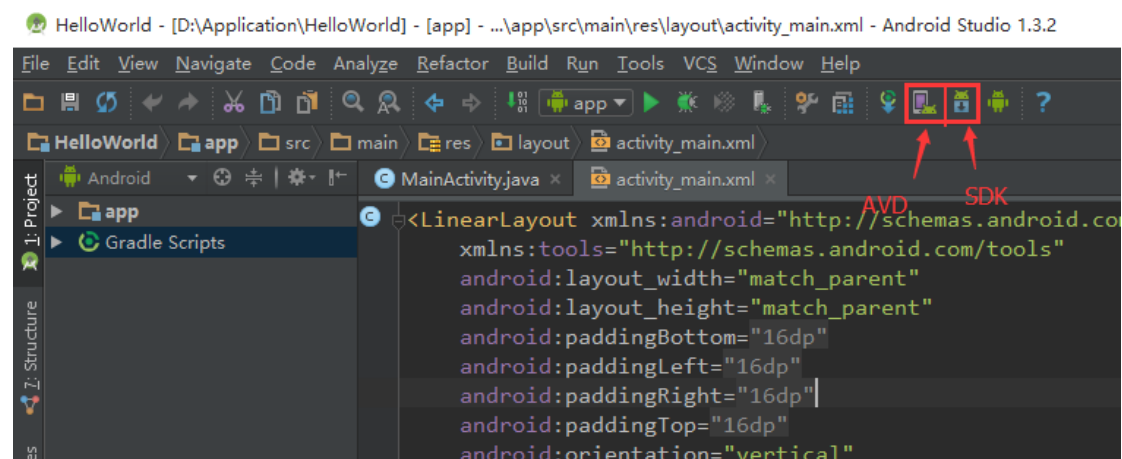 HelloWorld - [D:\Application\HelloWorld] - [app] - ...\app\src\main\res\layout\activity_main.xml - Android Studio 1.3.2
File Edit View Navigate Code Analyze Refactor Build Run Tools VCS Window Help
app
HelloWorld app src main res layout activity_main.xml
Android
MainActivity.java
activity_main.xml
AVD
SDK
1: Project
7: Structure
app
Gradle Scripts
<LinearLayout xmlns:android="http://schemas.android.co
xmlns:tools="http://schemas.android.com/tools"
android:layout_width="match_parent"
android:layout_height="match_parent"
android:paddingBottom="16dp"
android:paddingLeft="16dp"
android:paddingRight="16dp"
android:paddingTop="16dp"
android:orientation="vertical"